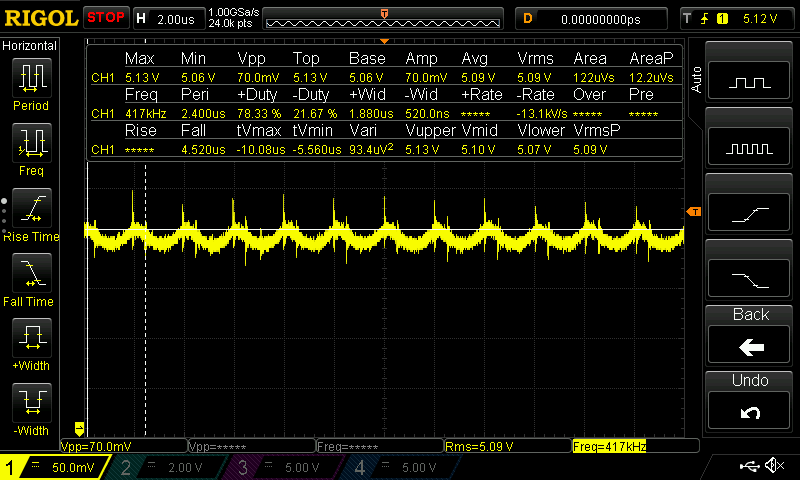 RIGOL STOP H 2.00us 1.00GSa/s 24.0k pts D 0.00000000ps T 1 5.12 V
Horizontal
Period
Freq
Rise Time
Fall Time
+Width
-Width
Max Min Vpp Top Base Amp Avg Vrms Area AreaP
CH1 5.13 V 5.06 V 70.0mV 5.13 V 5.06 V 70.0mV 5.09 V 5.09 V 122uVs 12.2uVs
Freq Peri +Duty -Duty +Wid -Wid +Rate -Rate Over Pre
CH1 417kHz 2.400us 78.33 % 21.67 % 1.880us 520.0ns ***** -13.1kV/s ***** *****
Rise Fall tVmax tVmin Vari Vupper Vmid Vlower VrmsP
CH1 ***** 4.520us -10.08us -5.560us 93.4uV² 5.13 V 5.10 V 5.07 V 5.09 V
T
Auto
Back
Undo
Vpp=70.0mV Vpp=***** Freq=***** Rms=5.09 V Freq=417kHz
1 50.0mV 2 2.00 V 3 5.00 V 4 5.00 V